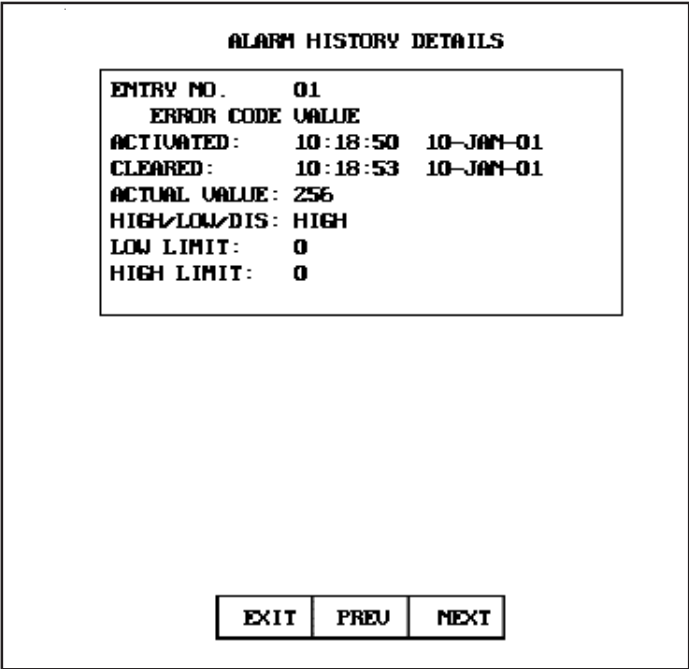 ALARM HISTORY DETAILS
ENTRY NO. 01
ERROR CODE VALUE
ACTIVATED: 10:18:50 10-JAN-01
CLEARED: 10:18:53 10-JAN-01
ACTUAL VALUE: 256
HIGH/LOW/DIS: HIGH
LOW LIMIT: 0
HIGH LIMIT: 0
EXIT PREV NEXT